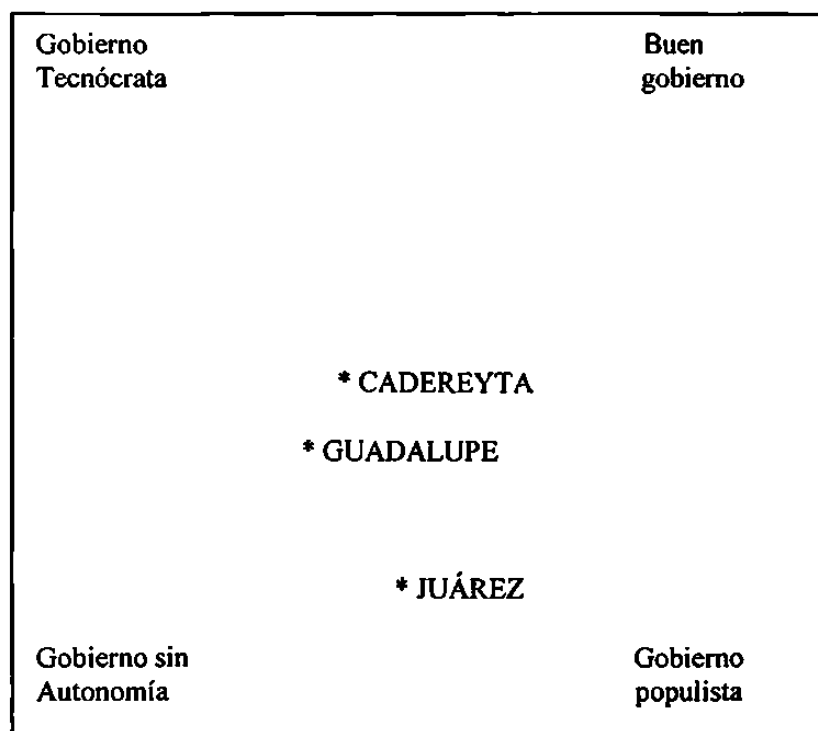 Gobierno
Tecnócrata
Buen
gobierno
* CADEREYTA
* GUADALUPE
* JUÁREZ
Gobierno sin
Autonomía
Gobierno
populista